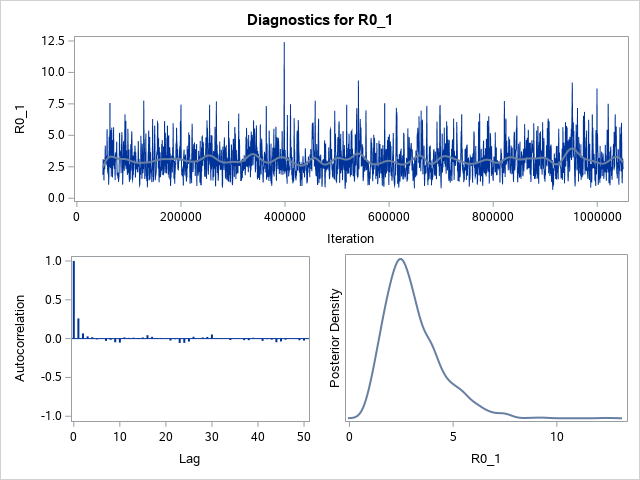 Diagnostics for R0_1
12.5
10.0
7.5
5.0
2.5
0.0
R0_1
0 200000 400000 600000 800000 1000000
Iteration
1.0
0.5
0.0
-0.5
-1.0
Autocorrelation
0 10 20 30 40 50
Lag
Posterior Density
0 5 10
R0_1